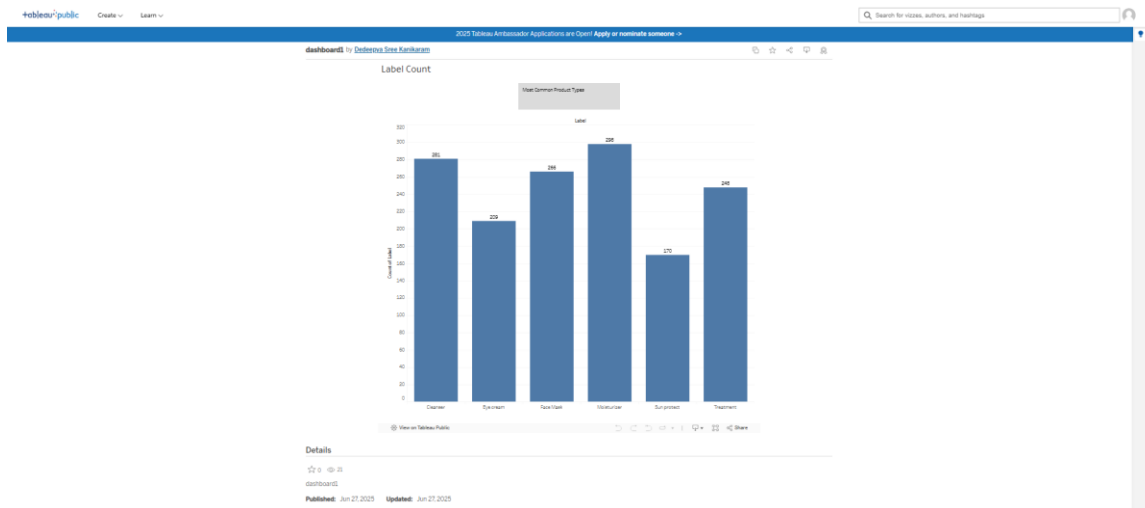 +ableau public Create Learn Search for vizzes, authors, and hashtags
2025 Tableau Ambassador Applications are Open! Apply or nominate someone ->
dashboard1 by Dedeepya Sree Kanikaram
Label Count
Most Common Product Types
Label
320
300
280
260
240
220
200
180
160
140
120
100
80
60
40
20
0
Count of Label
281
209
266
298
170
248
Cleanser Eye cream Face Mask Moisturizer Sun protect Treatment
View on Tableau Public Share
Details
0
dashboard1
Published: Jun 27, 2025 Updated: Jun 27, 2025